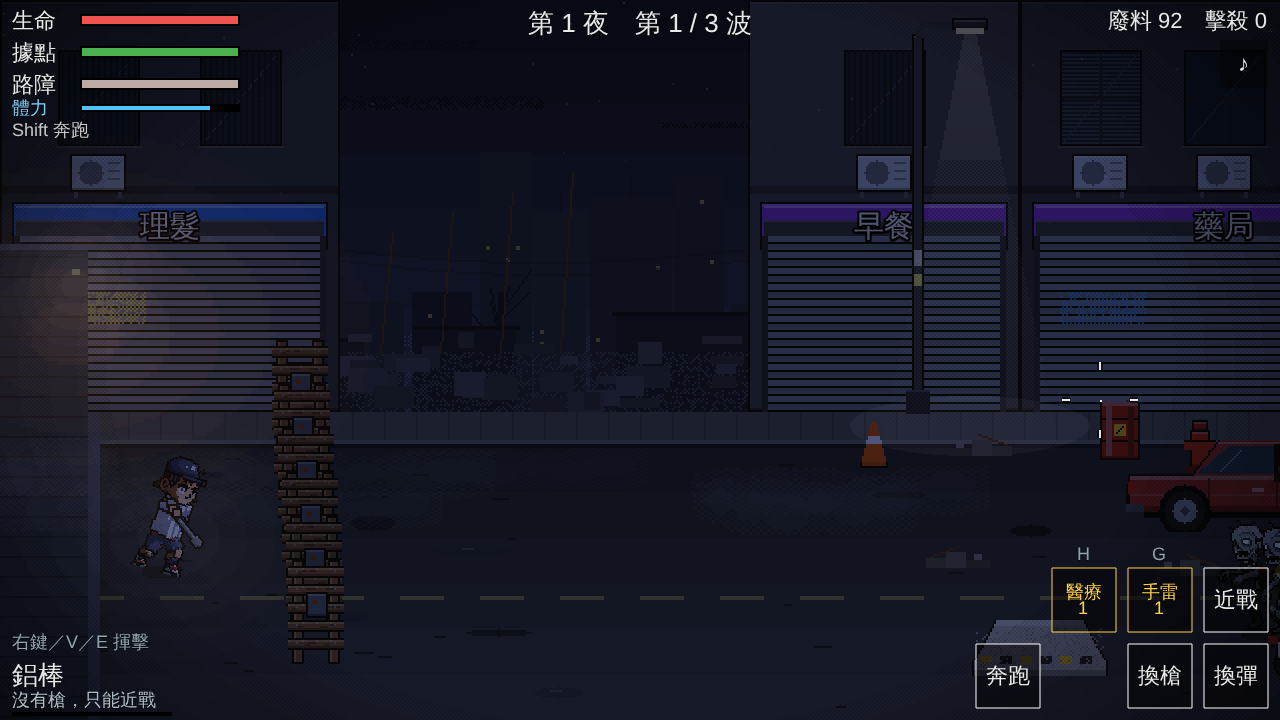 生命
據點
路障
體力
Shift 奔跑
第 1 夜　第 1 / 3 波
廢料 92　擊殺 0
♪
理髮
早餐
藥局
H
G
醫療
1
手雷
1
近戰
奔跑
換槍
換彈
右鍵／V／E 揮擊
鋁棒
沒有槍，只能近戰